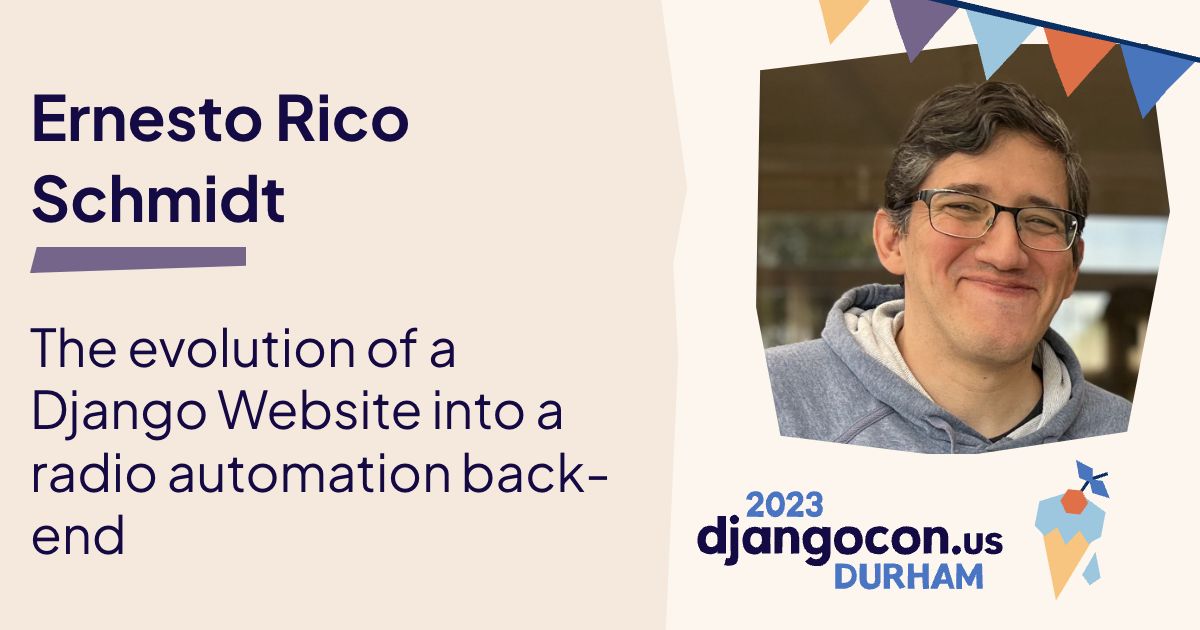 Ernesto Rico
Schmidt
The evolution of a
Django Website into a
radio automation back-
end
2023
djangocon.us
DURHAM